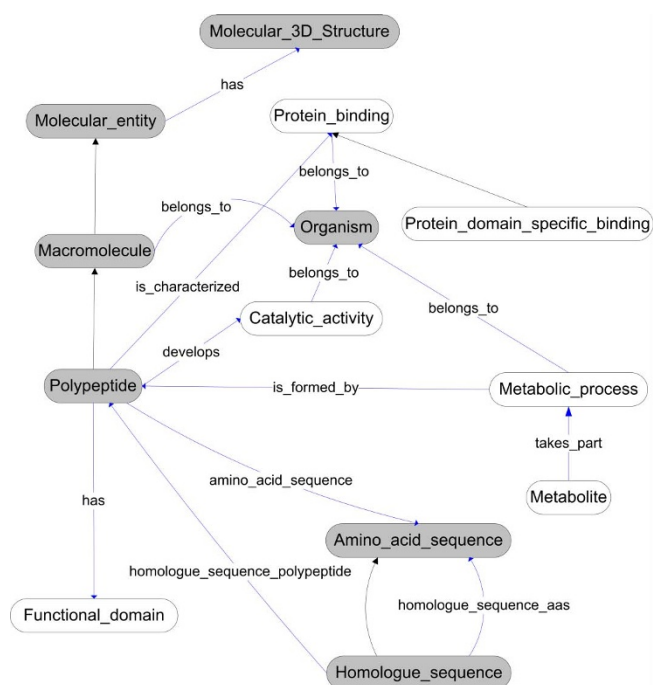 Molecular_3D_Structure
has
Molecular_entity
Protein_binding
belongs_to
belongs_to
Protein_domain_specific_binding
Organism
Macromolecule
belongs_to
is_characterized
belongs_to
Catalytic_activity
develops
Polypeptide
is_formed_by
Metabolic_process
takes_part
amino_acid_sequence
Metabolite
has
Amino_acid_sequence
homologue_sequence_polypeptide
homologue_sequence_aas
Functional_domain
Homologue_sequence